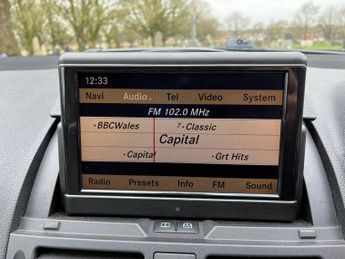 12:33
Navi Audio Tel Video System
FM 102.0 MHz
BBCWales 7 Classic
Capital
Capital Grt Hits
Radio Presets Info FM Sound